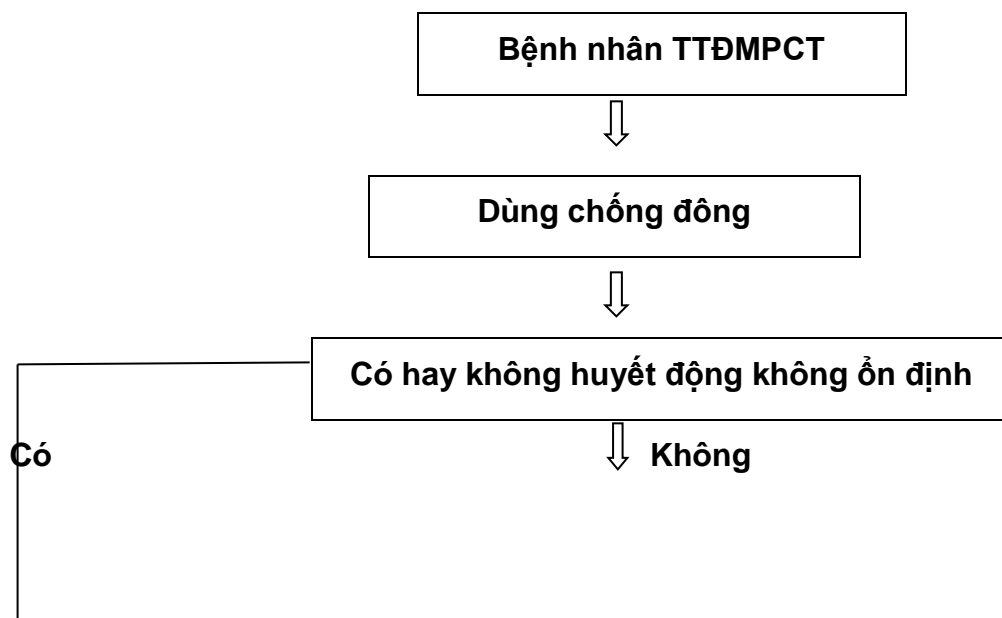 Bệnh nhân TTĐMPCT
Dùng chống đông
Có hay không huyết động không ổn định
Có
Không